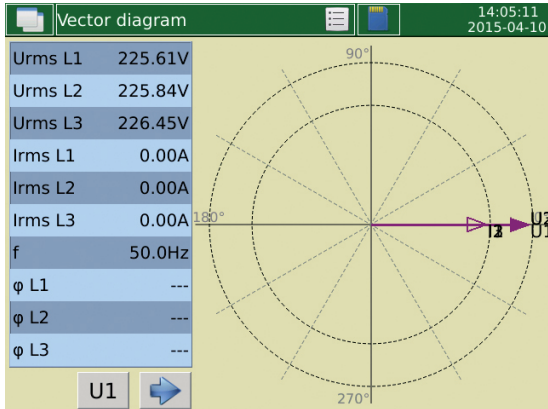 Vector diagram
14:05:11
2015-04-10
Urms L1 225.61V
Urms L2 225.84V
Urms L3 226.45V
Irms L1 0.00A
Irms L2 0.00A
Irms L3 0.00A
f 50.0Hz
φ L1 ---
φ L2 ---
φ L3 ---
U1
90°
180°
270°